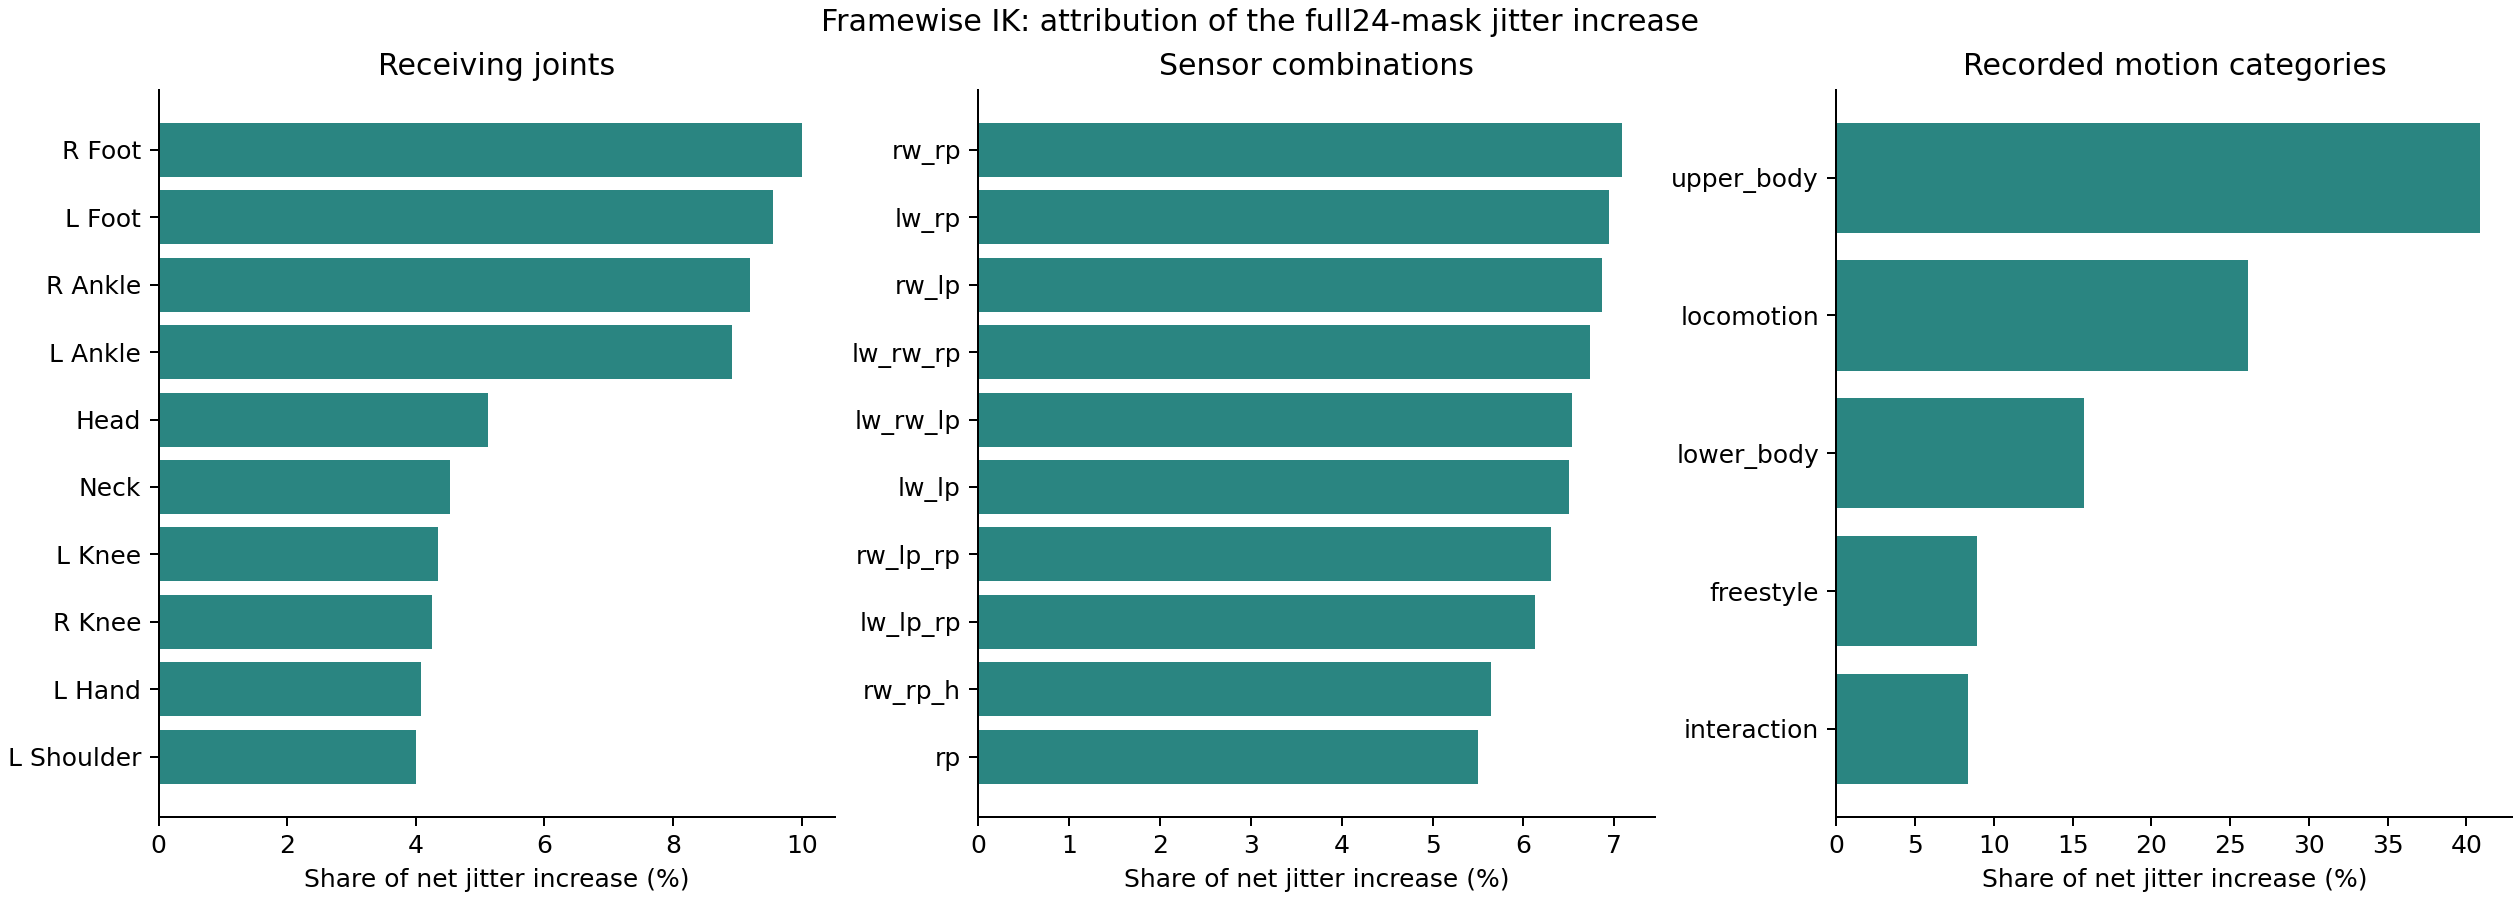 Framewise IK: attribution of the full24-mask jitter increase
Receiving joints
R Foot
L Foot
R Ankle
L Ankle
Head
Neck
L Knee
R Knee
L Hand
L Shoulder
0 2 4 6 8 10
Share of net jitter increase (%)
Sensor combinations
rw_rp
lw_rp
rw_lp
lw_rw_rp
lw_rw_lp
lw_lp
rw_lp_rp
lw_lp_rp
rw_rp_h
rp
0 1 2 3 4 5 6 7
Share of net jitter increase (%)
Recorded motion categories
upper_body
locomotion
lower_body
freestyle
interaction
0 5 10 15 20 25 30 35 40
Share of net jitter increase (%)